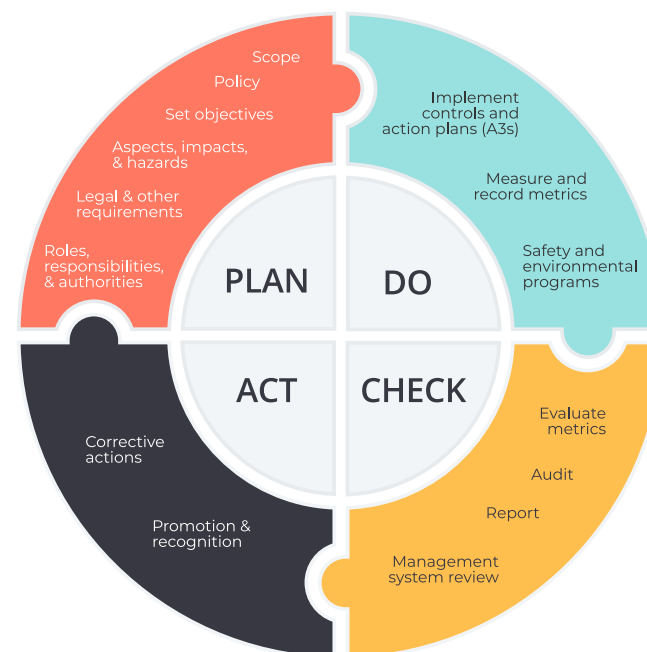 Scope
Policy
Set objectives
Aspects, impacts,
& hazards
Legal & other
requirements
Roles,
responsibilities,
& authorities
PLAN
Implement
controls and
action plans (A3s)
Measure and
record metrics
Safety and
environmental
programs
DO
ACT
Corrective
actions
Promotion &
recognition
CHECK
Evaluate
metrics
Audit
Report
Management
system review